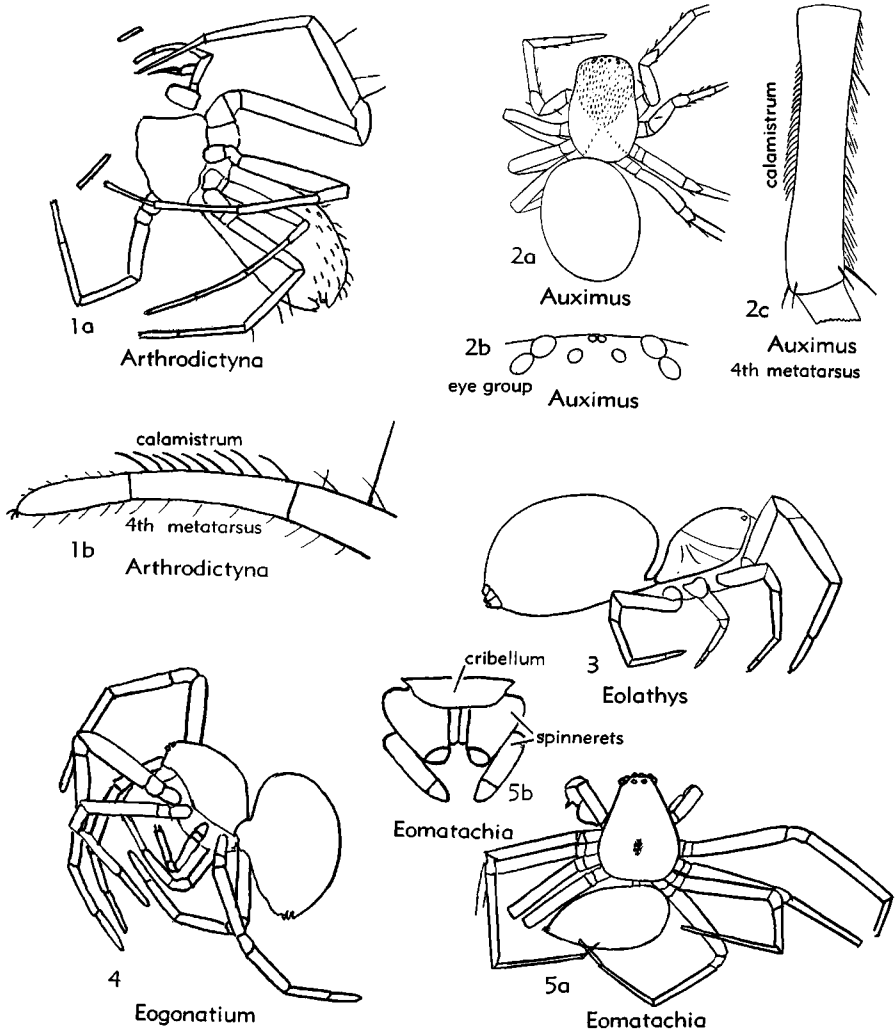 1a
Arthrodictyna
2a
Auximus
calamistrum
2c
Auximus
4th metatarsus
2b
eye group
Auximus
calamistrum
4th metatarsus
1b
Arthrodictyna
3
Eolathys
cribellum
spinnerets
5b
Eomatachia
4
Eogonatium
5a
Eomatachia